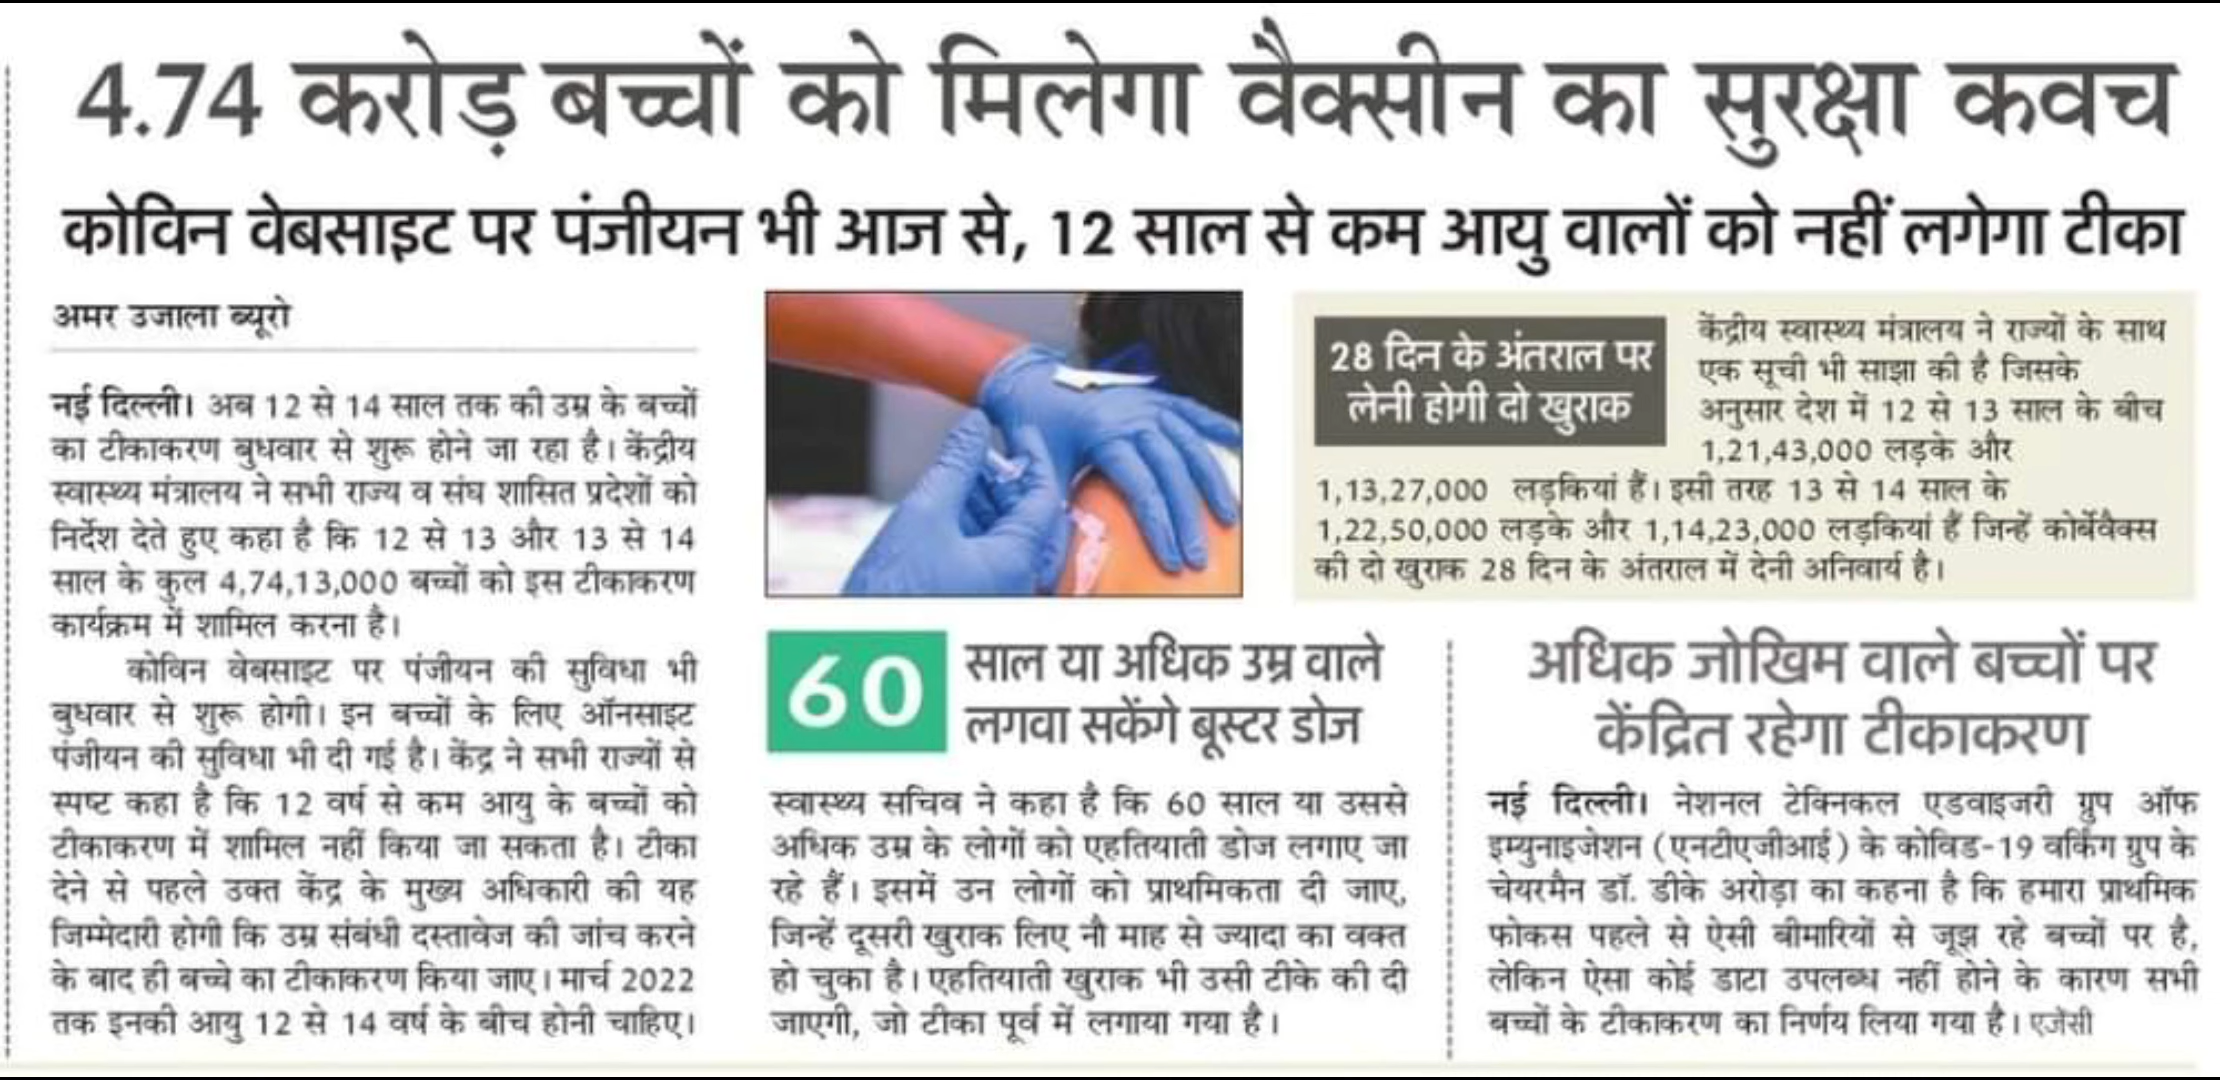 4.74 करोड़ बच्चों को मिलेगा वैक्सीन का सुरक्षा कवच
कोविन वेबसाइट पर पंजीयन भी आज से, 12 साल से कम आयु वालों को नहीं लगेगा टीका
अमर उजाला ब्यूरो
नई दिल्ली। अब 12 से 14 साल तक की उम्र के बच्चों
का टीकाकरण बुधवार से शुरू होने जा रहा है। केंद्रीय
स्वास्थ्य मंत्रालय ने सभी राज्य व संघ शासित प्रदेशों को
निर्देश देते हुए कहा है कि 12 से 13 और 13 से 14
साल के कुल 4,74,13,000 बच्चों को इस टीकाकरण
कार्यक्रम में शामिल करना है।
कोविन वेबसाइट पर पंजीयन की सुविधा भी
बुधवार से शुरू होगी। इन बच्चों के लिए ऑनसाइट
पंजीयन की सुविधा भी दी गई है। केंद्र ने सभी राज्यों से
स्पष्ट कहा है कि 12 वर्ष से कम आयु के बच्चों को
टीकाकरण में शामिल नहीं किया जा सकता है। टीका
देने से पहले उक्त केंद्र के मुख्य अधिकारी की यह
जिम्मेदारी होगी कि उम्र संबंधी दस्तावेज की जांच करने
के बाद ही बच्चे का टीकाकरण किया जाए। मार्च 2022
तक इनकी आयु 12 से 14 वर्ष के बीच होनी चाहिए।
28 दिन के अंतराल पर
लेनी होगी दो खुराक
केंद्रीय स्वास्थ्य मंत्रालय ने राज्यों के साथ
एक सूची भी साझा की है जिसके
अनुसार देश में 12 से 13 साल के बीच
1,21,43,000 लड़के और
1,13,27,000 लड़कियां हैं। इसी तरह 13 से 14 साल के
1,22,50,000 लड़के और 1,14,23,000 लड़कियां हैं जिन्हें कोर्बेवैक्स
की दो खुराक 28 दिन के अंतराल में देनी अनिवार्य है।
60 साल या अधिक उम्र वाले
लगवा सकेंगे बूस्टर डोज
स्वास्थ्य सचिव ने कहा है कि 60 साल या उससे
अधिक उम्र के लोगों को एहतियाती डोज लगाए जा
रहे हैं। इसमें उन लोगों को प्राथमिकता दी जाए,
जिन्हें दूसरी खुराक लिए नौ माह से ज्यादा का वक्त
हो चुका है। एहतियाती खुराक भी उसी टीके की दी
जाएगी, जो टीका पूर्व में लगाया गया है।
अधिक जोखिम वाले बच्चों पर
केंद्रित रहेगा टीकाकरण
नई दिल्ली। नेशनल टेक्निकल एडवाइजरी ग्रुप ऑफ
इम्युनाइजेशन (एनटीएजीआई) के कोविड-19 वर्किंग ग्रुप के
चेयरमैन डॉ. डीके अरोड़ा का कहना है कि हमारा प्राथमिक
फोकस पहले से ऐसी बीमारियों से जूझ रहे बच्चों पर है,
लेकिन ऐसा कोई डाटा उपलब्ध नहीं होने के कारण सभी
बच्चों के टीकाकरण का निर्णय लिया गया है। एजेंसी